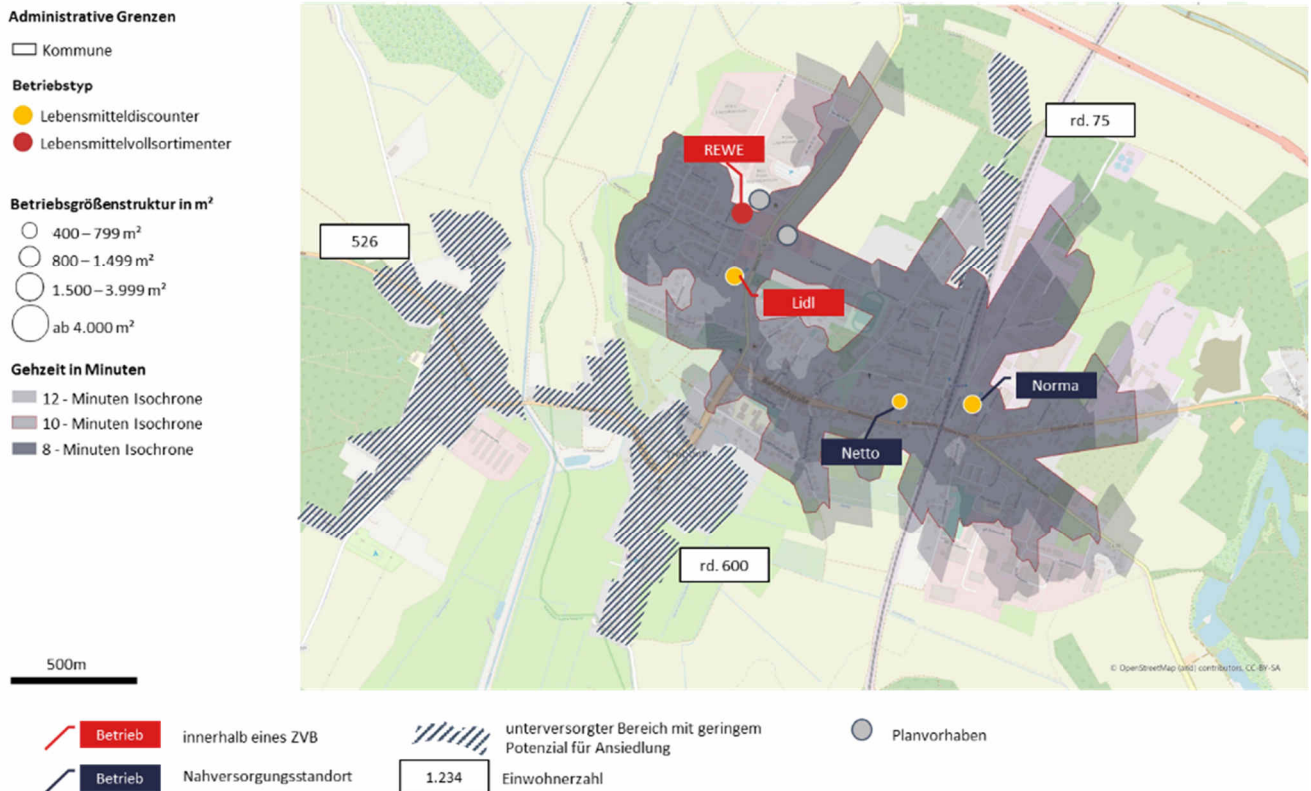 Administrative Grenzen
Kommune
Betriebstyp
Lebensmitteldiscounter
Lebensmittelvollsortimenter
Betriebsgrößenstruktur in m²
400 – 799 m²
800 – 1.499 m²
1.500 – 3.999 m²
ab 4.000 m²
Gehzeit in Minuten
12 - Minuten Isochrone
10 - Minuten Isochrone
8 - Minuten Isochrone
500m
rd. 75
REWE
526
Lidl
Norma
Netto
rd. 600
© OpenStreetMap (and) contributors, CC-BY-SA
Betrieb
innerhalb eines ZVB
unterversorgter Bereich mit geringem
Potenzial für Ansiedlung
Planvorhaben
Betrieb
Nahversorgungsstandort
1.234
Einwohnerzahl